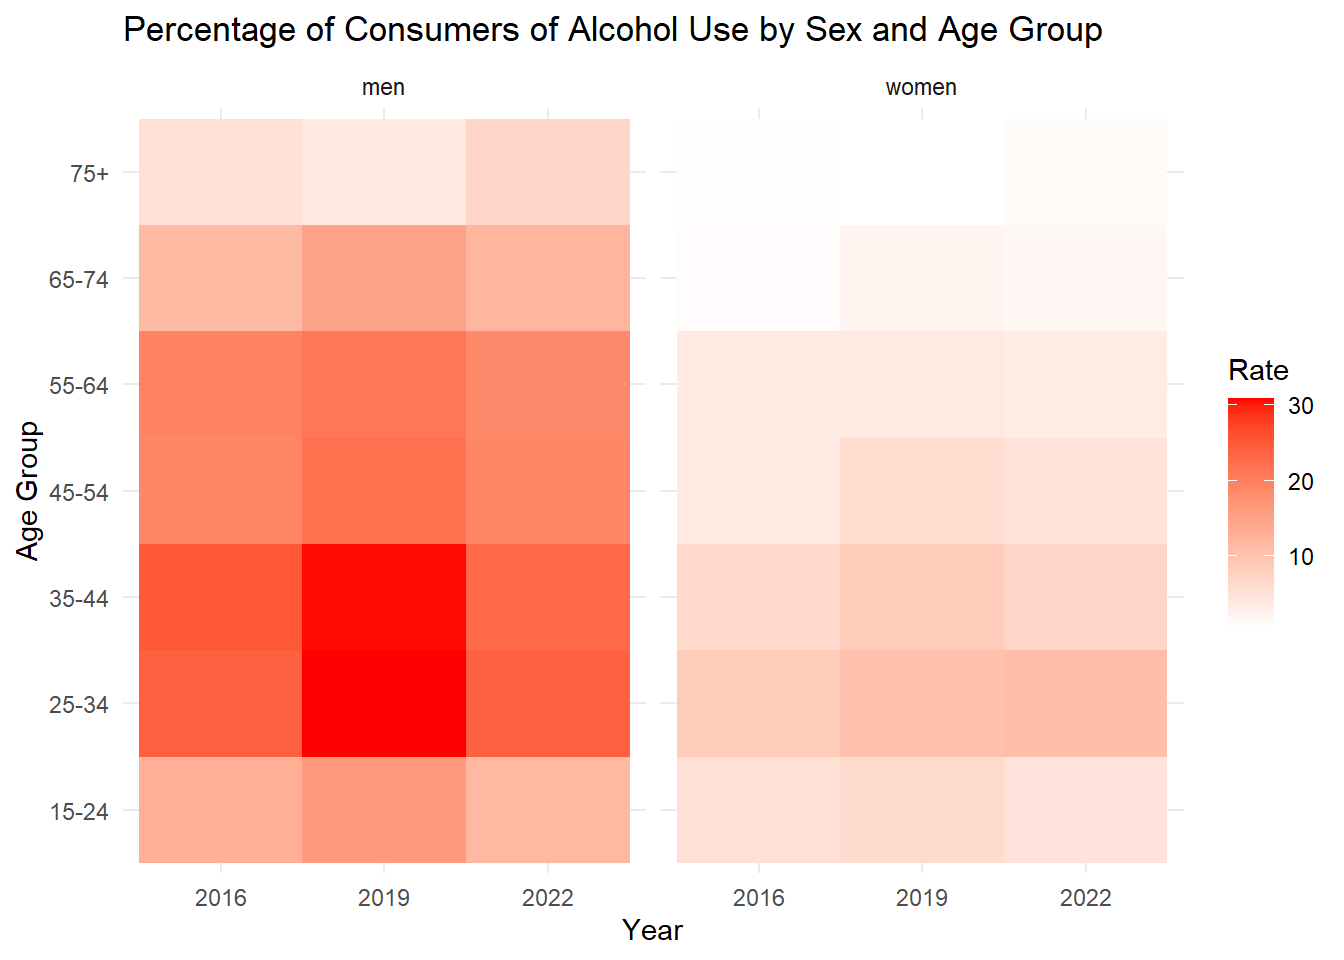 Percentage of Consumers of Alcohol Use by Sex and Age Group
men
women
75+
65-74
55-64
45-54
35-44
25-34
15-24
Age Group
2016
2019
2022
2016
2019
2022
Year
Rate
30
20
10